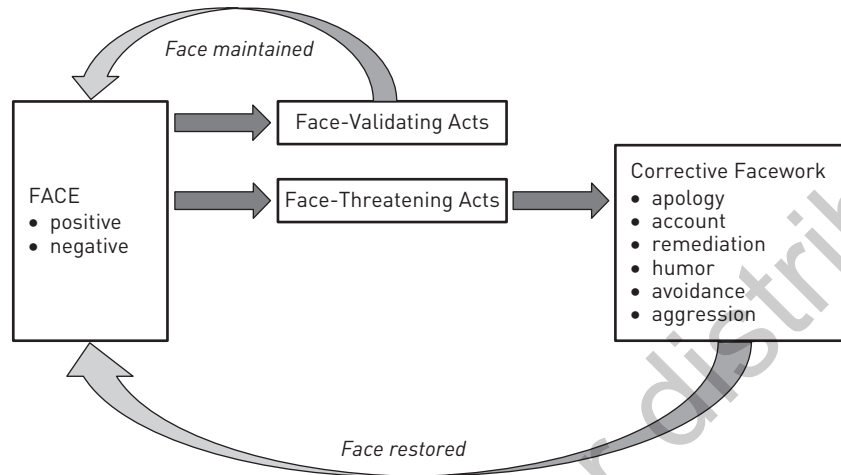 Face maintained
Face-Validating Acts
FACE
• positive
• negative
Face-Threatening Acts
Corrective Facework
• apology
• account
• remediation
• humor
• avoidance
• aggression
Face restored